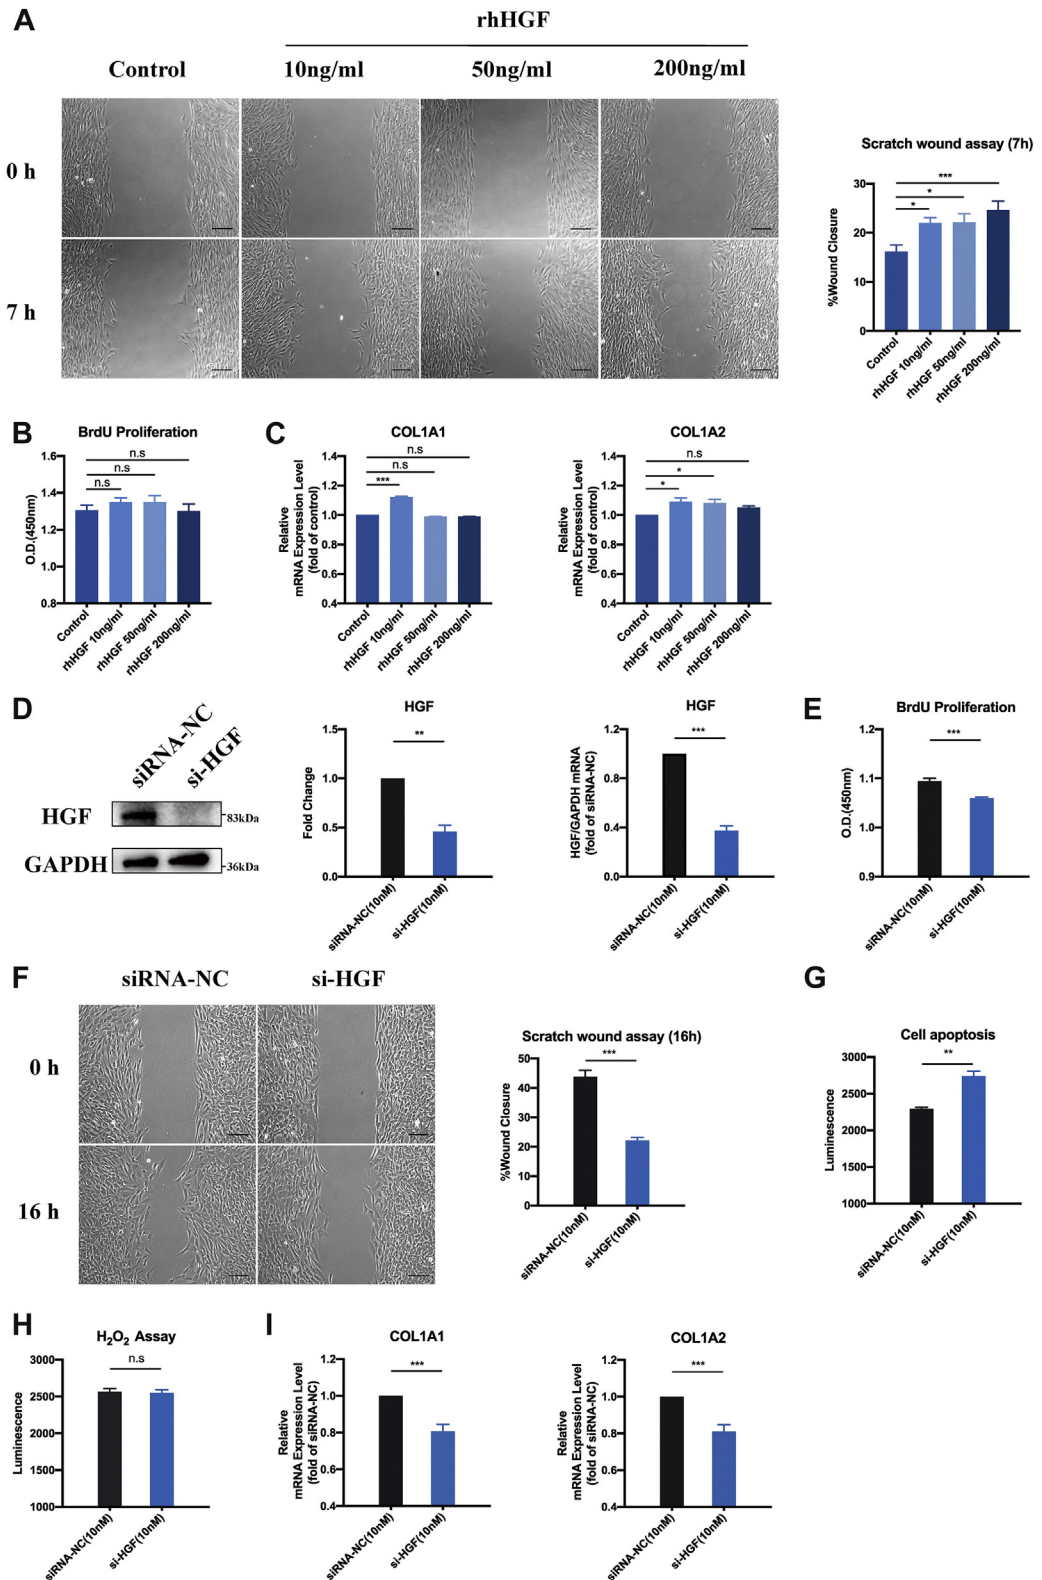 A
rhHGF
Control
10ng/ml
50ng/ml
200ng/ml
0 h
7 h
Scratch wound assay (7h)
%Wound Closure
30
20
10
0
***
*
*
Control
rhHGF 10ng/ml
rhHGF 50ng/ml
rhHGF 200ng/ml
B
BrdU Proliferation
O.D.(450nm)
1.6
1.4
1.2
1.0
0.8
n.s
n.s
n.s
Control
rhHGF 10ng/ml
rhHGF 50ng/ml
rhHGF 200ng/ml
C
COL1A1
Relative
mRNA Expression Level
(fold of control)
1.4
1.2
1.0
0.8
0.6
0.4
n.s
n.s
***
Control
rhHGF 10ng/ml
rhHGF 50ng/ml
rhHGF 200ng/ml
COL1A2
Relative
mRNA Expression Level
(fold of control)
1.4
1.2
1.0
0.8
0.6
0.4
n.s
*
*
Control
rhHGF 10ng/ml
rhHGF 50ng/ml
rhHGF 200ng/ml
D
siRNA-NC
si-HGF
HGF
83kDa
GAPDH
36kDa
HGF
Fold Change
1.5
1.0
0.5
0.0
**
siRNA-NC(10nM)
si-HGF(10nM)
HGF
HGF/GAPDH mRNA
(fold of siRNA-NC)
1.2
0.8
0.4
0.0
***
siRNA-NC(10nM)
si-HGF(10nM)
E
BrdU Proliferation
O.D.(450nm)
1.2
1.1
1.0
0.9
***
siRNA-NC(10nM)
si-HGF(10nM)
F
siRNA-NC
si-HGF
0 h
16 h
Scratch wound assay (16h)
%Wound Closure
50
40
30
20
10
0
***
siRNA-NC(10nM)
si-HGF(10nM)
G
Cell apoptosis
Luminescence
3000
2500
2000
1500
1000
**
siRNA-NC(10nM)
si-HGF(10nM)
H
H₂O₂ Assay
Luminescence
3000
2500
2000
1500
1000
n.s
siRNA-NC(10nM)
si-HGF(10nM)
I
COL1A1
Relative
mRNA Expression Level
(fold of siRNA-NC)
1.2
1.0
0.8
0.6
0.4
***
siRNA-NC(10nM)
si-HGF(10nM)
COL1A2
Relative
mRNA Expression Level
(fold of siRNA-NC)
1.2
1.0
0.8
0.6
0.4
***
siRNA-NC(10nM)
si-HGF(10nM)